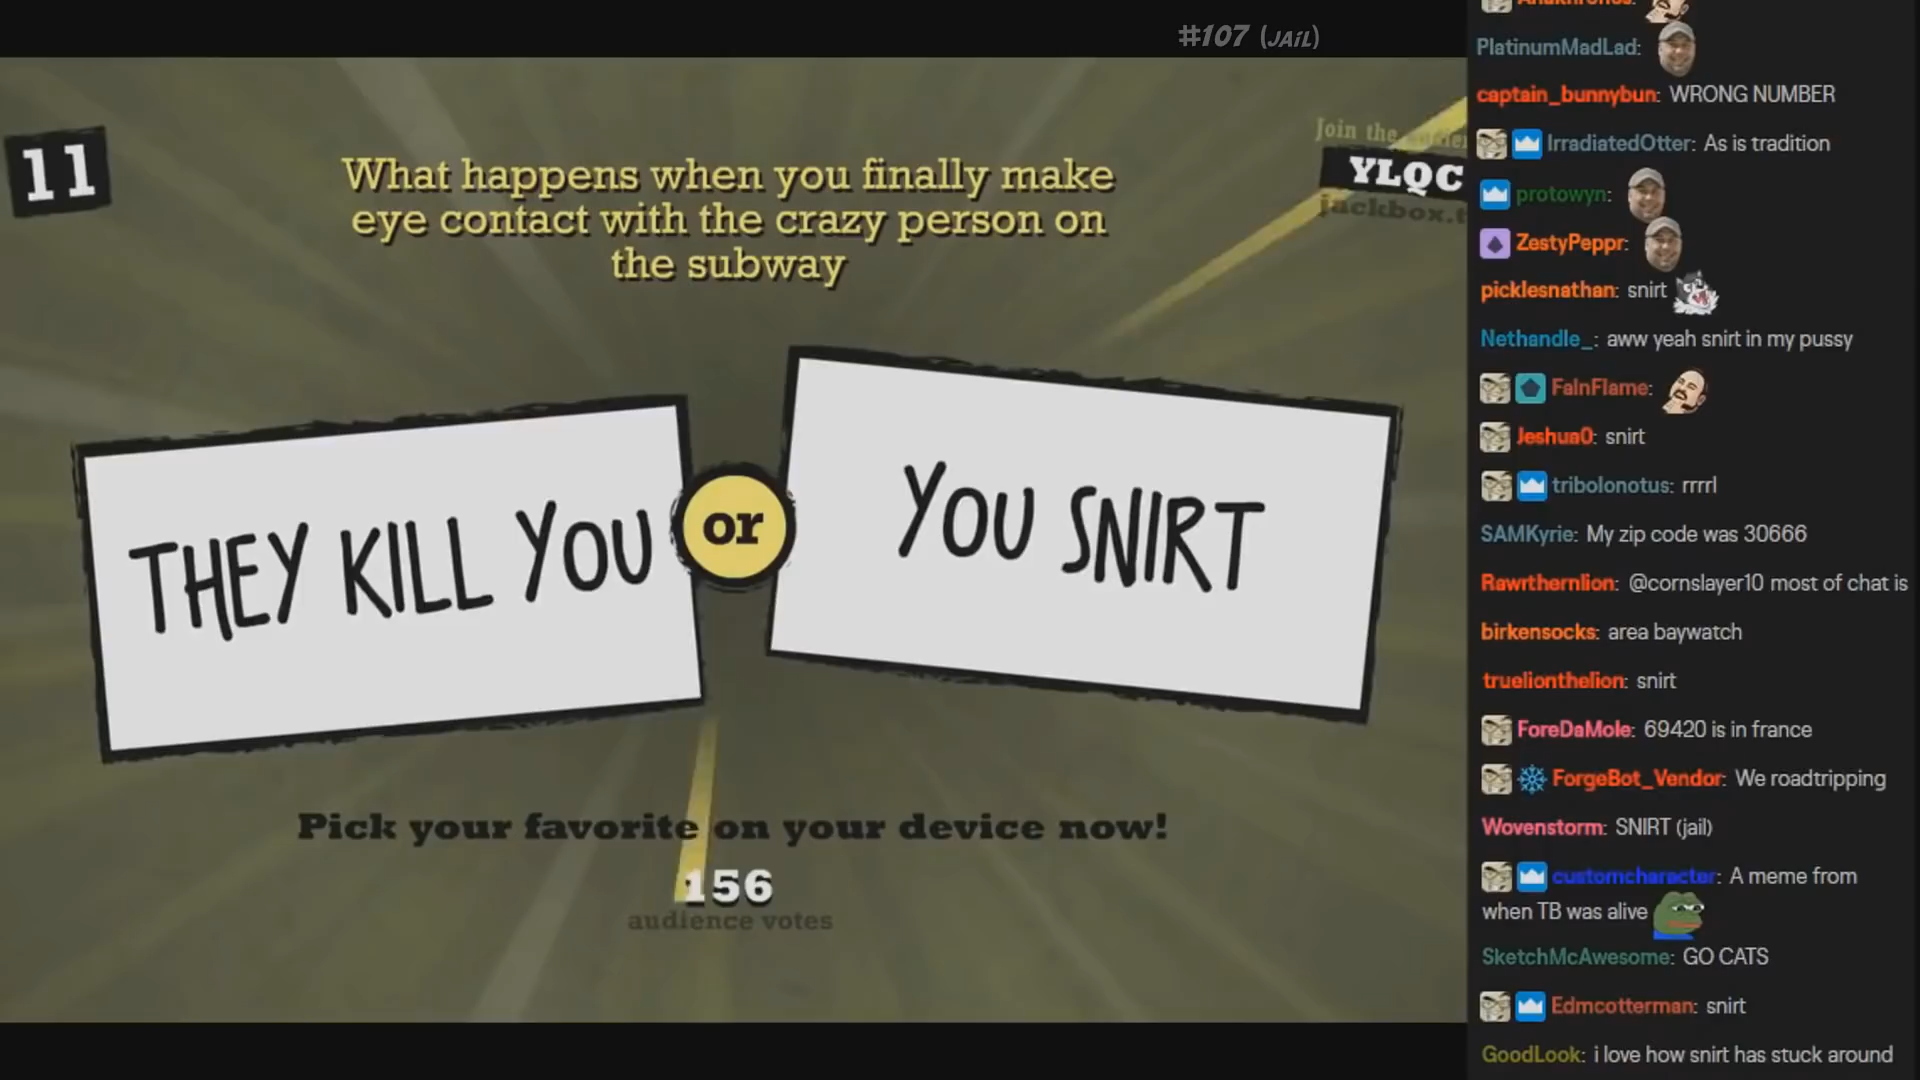 #107 (JAIL)
11
What happens when you finally make
eye contact with the crazy person on
the subway
Join the
YLQC
jackbox.t
THEY KILL YOU
or
YOU SNIRT
Pick your favorite on your device now!
156
audience votes
PlatinumMadLad:
captain_bunnybun: WRONG NUMBER
IrradiatedOtter: As is tradition
protowyn:
ZestyPeppr:
picklesnathan: snirt
Nethandle_: aww yeah snirt in my pussy
FalnFlame:
Jeshua0: snirt
tribolonotus: rrrrl
SAMKyrie: My zip code was 30666
Rawrthernlion: @cornslayer10 most of chat is
birkensocks: area baywatch
truelionthelion: snirt
ForeDaMole: 69420 is in france
ForgeBot_Vendor: We roadtripping
Wovenstorm: SNIRT (jail)
customcharacter: A meme from
when TB was alive
SketchMcAwesome: GO CATS
Edmcotterman: snirt
GoodLook: i love how snirt has stuck around